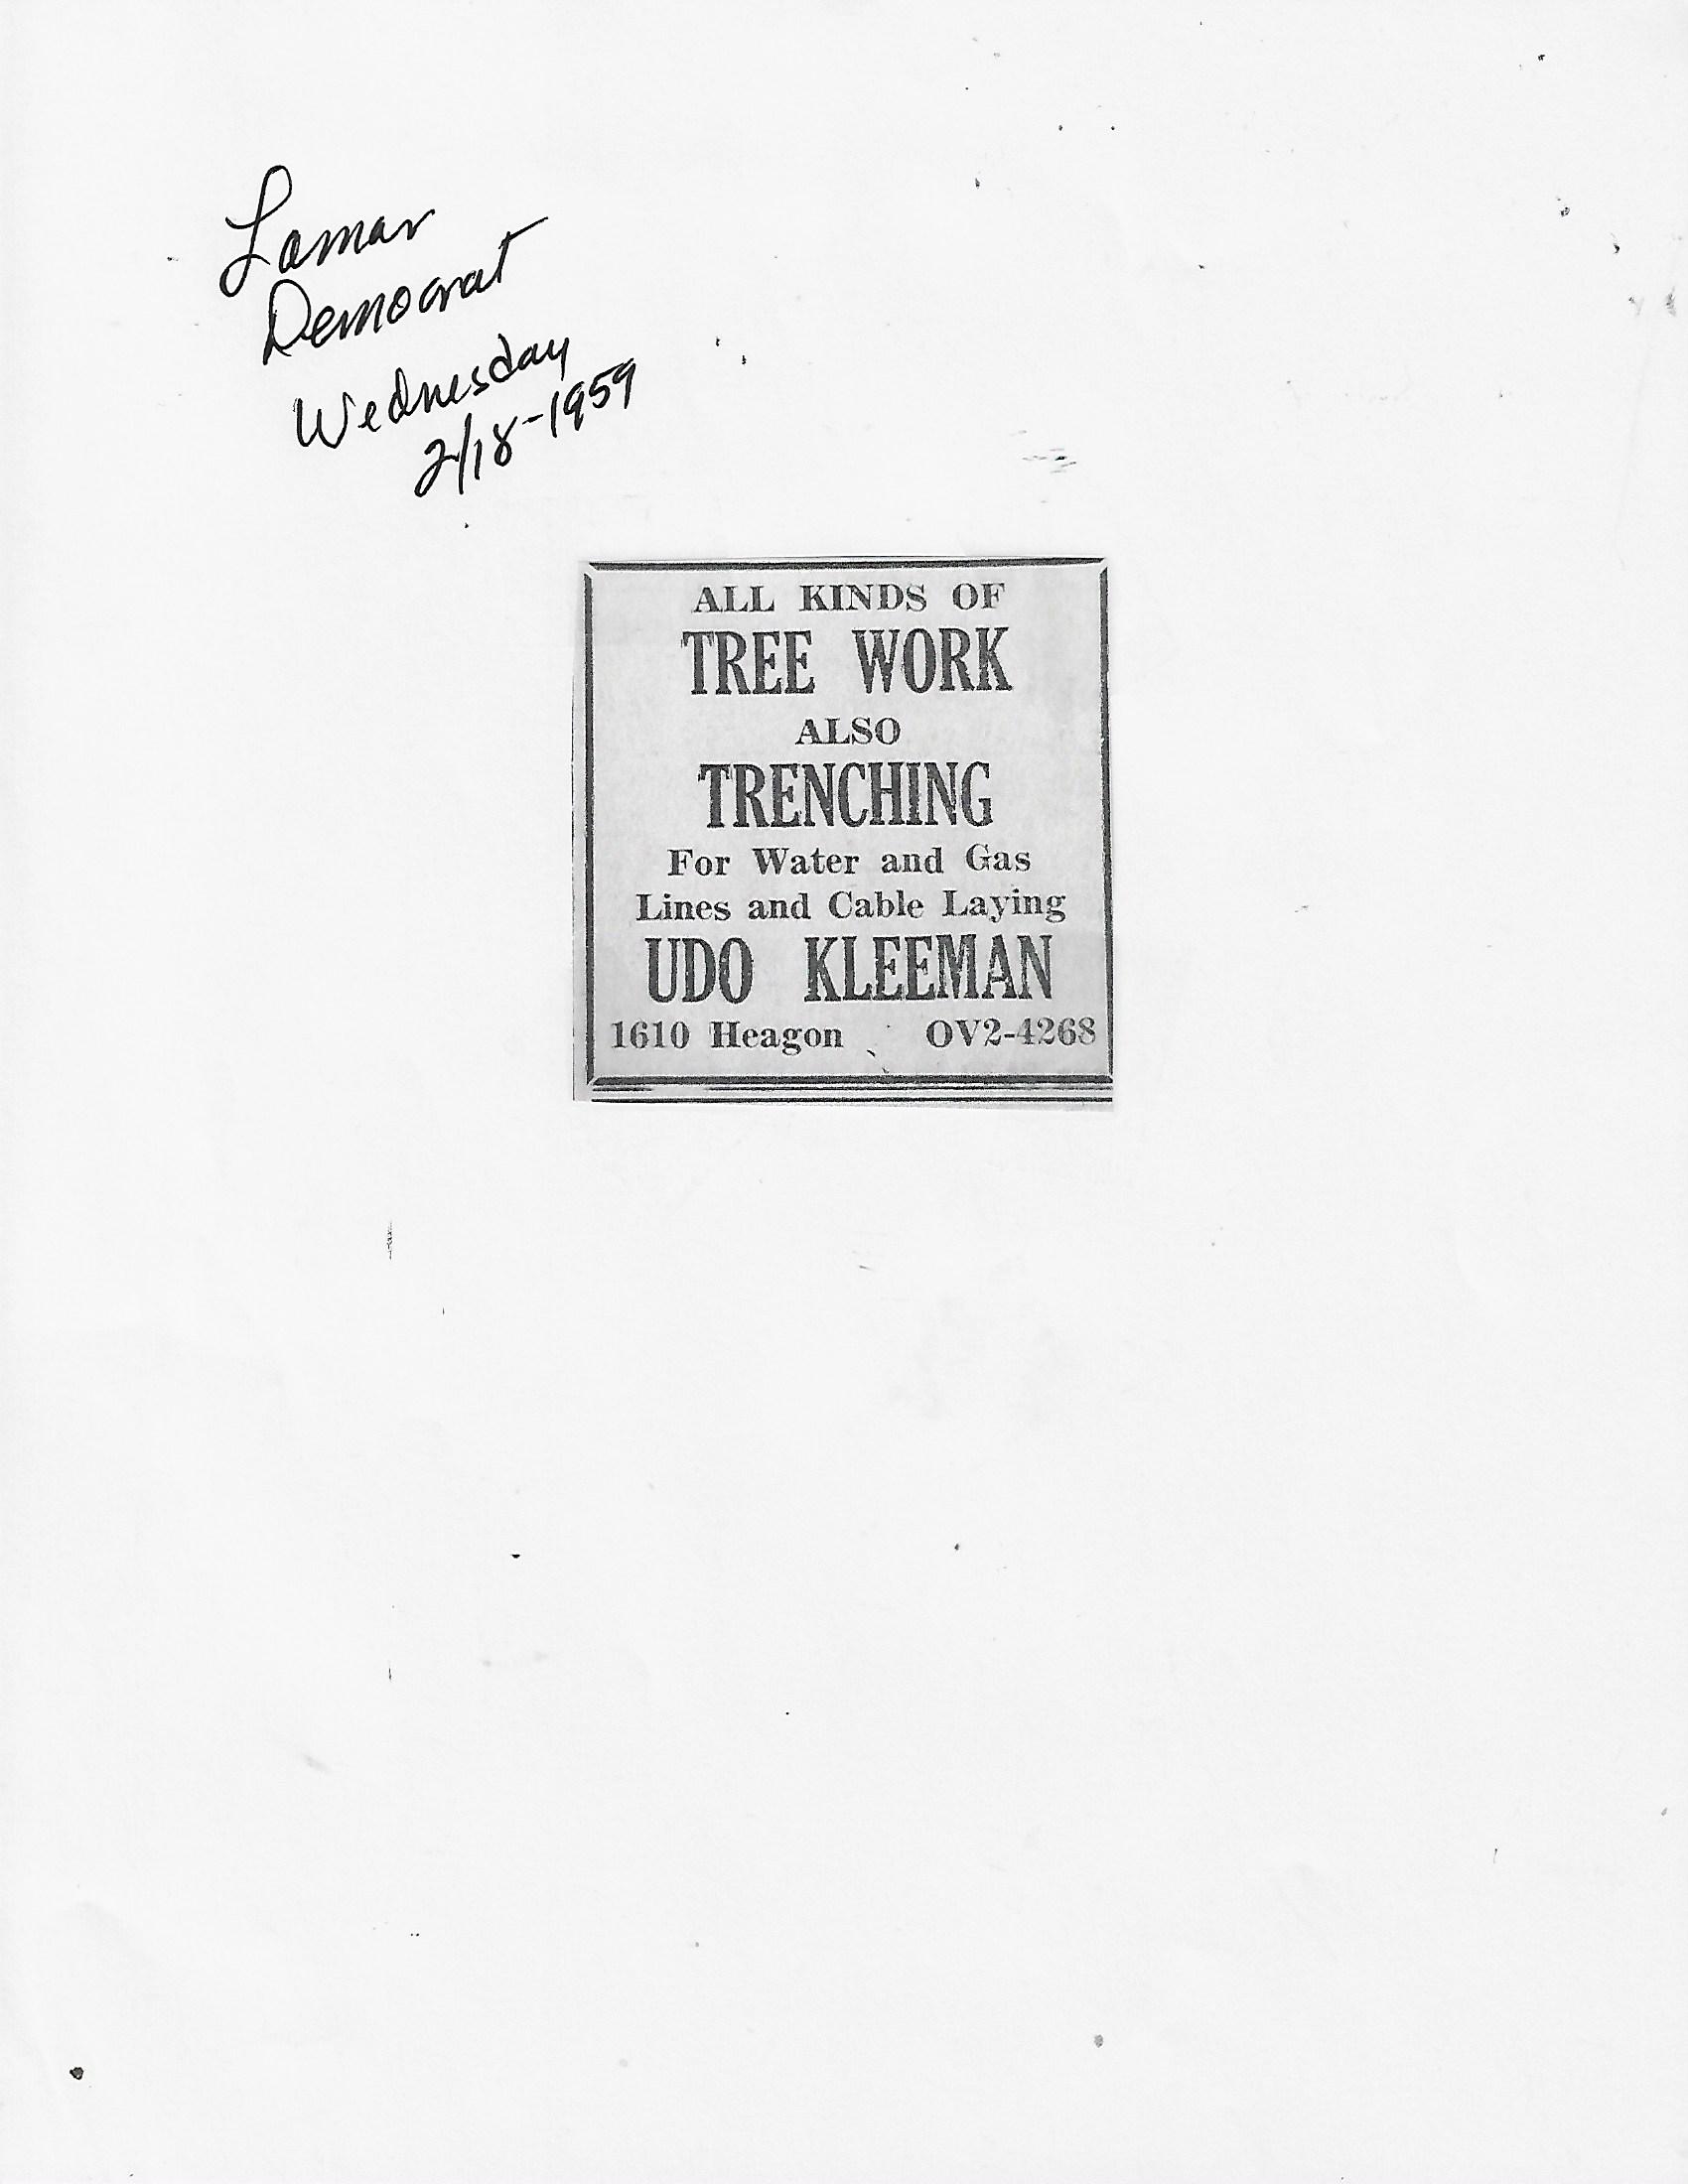 Lamar
Democrat
Wednesday
2/18-1959
ALL KINDS OF
TREE WORK
ALSO
TRENCHING
For Water and Gas
Lines and Cable Laying
UDO KLEEMAN
1610 Heagon OV2-4268